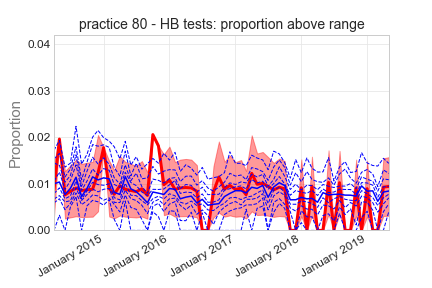 practice 80 - HB tests: proportion above range
0.04
0.03
0.02
0.01
0.00
Proportion
January 2015
January 2016
January 2017
January 2018
January 2019